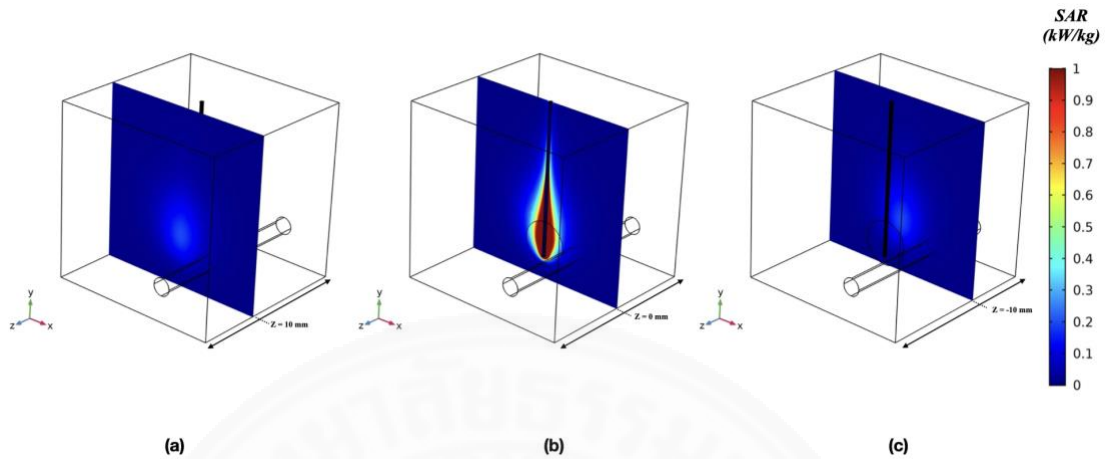 SAR
(kW/kg)
1
0.9
0.8
0.7
0.6
0.5
0.4
0.3
0.2
0.1
0
y
z
x
Z = 10 mm
y
z
x
Z = 0 mm
y
z
x
Z = -10 mm
(a)
(b)
(c)